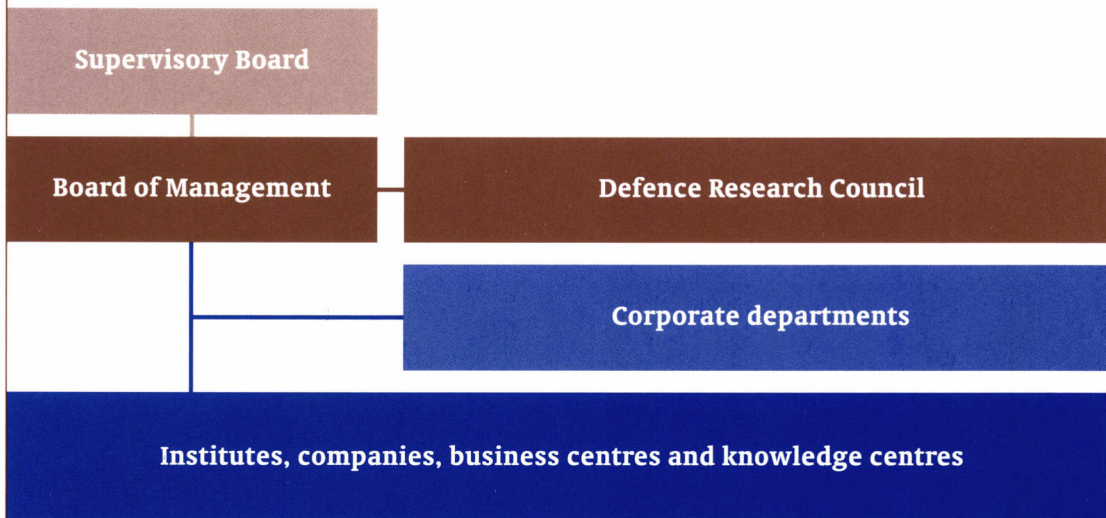 Supervisory Board
Board of Management
Defence Research Council
Corporate departments
Institutes, companies, business centres and knowledge centres